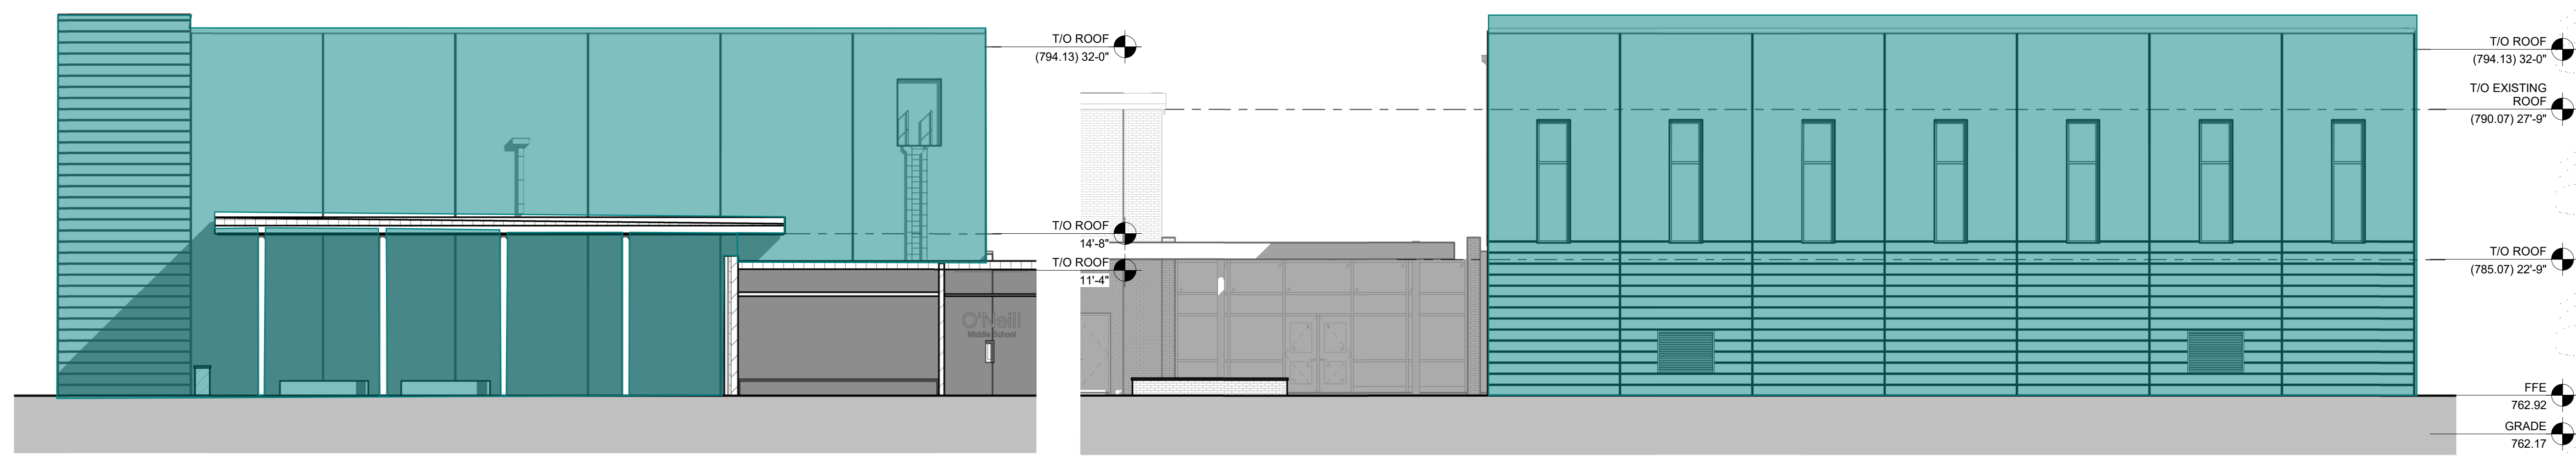 T/O ROOF
(794.13) 32-0"
T/O ROOF
14'-8"
T/O ROOF
11'-4"
O'Neill
Middle School
T/O ROOF
(794.13) 32-0"
T/O EXISTING
ROOF
(790.07) 27'-9"
T/O ROOF
(785.07) 22'-9"
FFE
762.92
GRADE
762.17